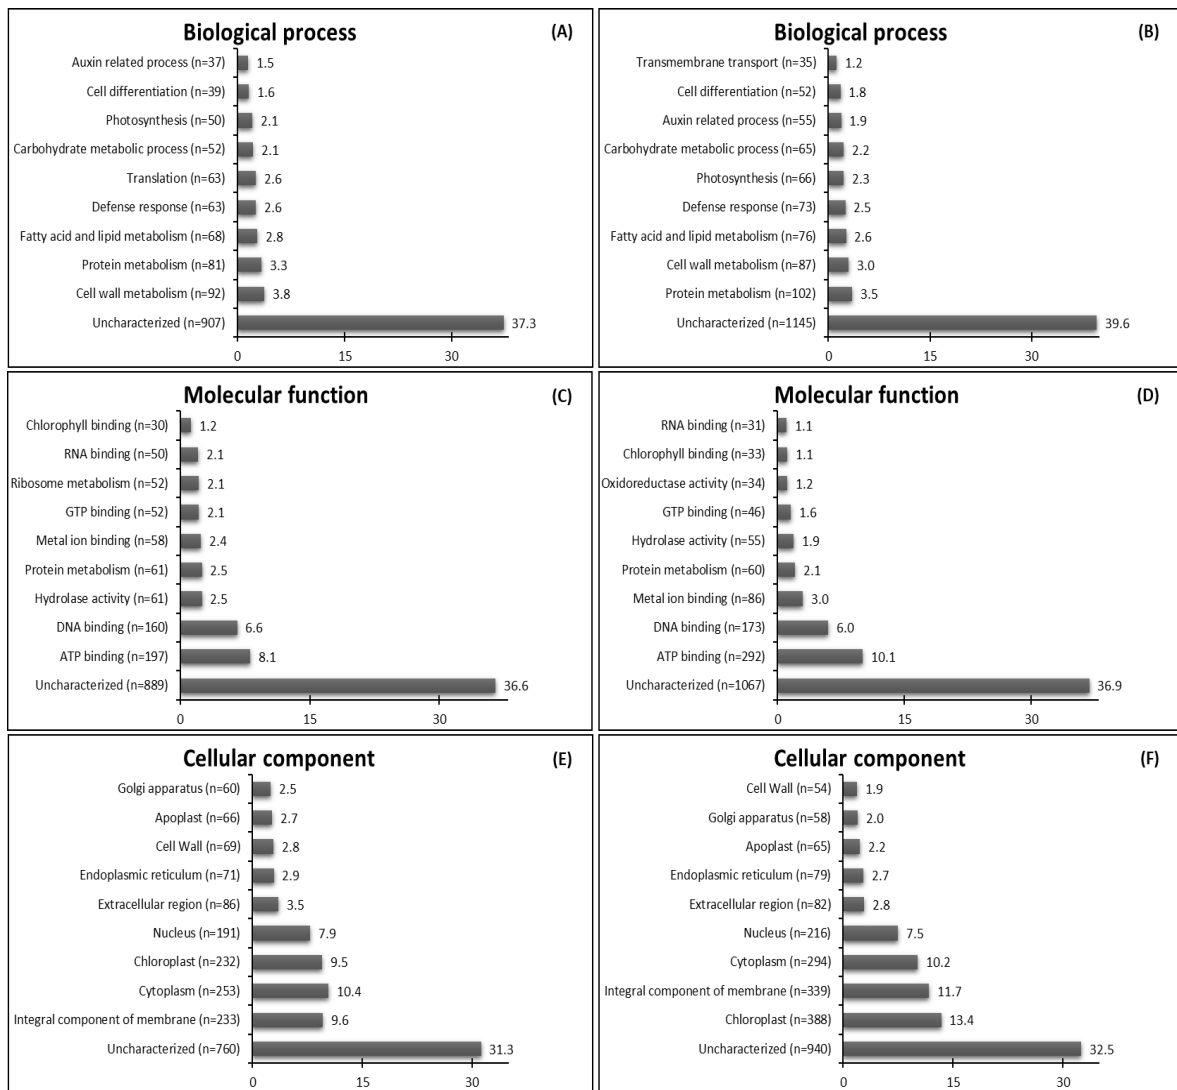 Biological process (A)
Auxin related process (n=37) 1.5
Cell differentiation (n=39) 1.6
Photosynthesis (n=50) 2.1
Carbohydrate metabolic process (n=52) 2.1
Translation (n=63) 2.6
Defense response (n=63) 2.6
Fatty acid and lipid metabolism (n=68) 2.8
Protein metabolism (n=81) 3.3
Cell wall metabolism (n=92) 3.8
Uncharacterized (n=907) 37.3
0 15 30
Biological process (B)
Transmembrane transport (n=35) 1.2
Cell differentiation (n=52) 1.8
Auxin related process (n=55) 1.9
Carbohydrate metabolic process (n=65) 2.2
Photosynthesis (n=66) 2.3
Defense response (n=73) 2.5
Fatty acid and lipid metabolism (n=76) 2.6
Cell wall metabolism (n=87) 3.0
Protein metabolism (n=102) 3.5
Uncharacterized (n=1145) 39.6
0 15 30
Molecular function (C)
Chlorophyll binding (n=30) 1.2
RNA binding (n=50) 2.1
Ribosome metabolism (n=52) 2.1
GTP binding (n=52) 2.1
Metal ion binding (n=58) 2.4
Protein metabolism (n=61) 2.5
Hydrolase activity (n=61) 2.5
DNA binding (n=160) 6.6
ATP binding (n=197) 8.1
Uncharacterized (n=889) 36.6
0 15 30
Molecular function (D)
RNA binding (n=31) 1.1
Chlorophyll binding (n=33) 1.1
Oxidoreductase activity (n=34) 1.2
GTP binding (n=46) 1.6
Hydrolase activity (n=55) 1.9
Protein metabolism (n=60) 2.1
Metal ion binding (n=86) 3.0
DNA binding (n=173) 6.0
ATP binding (n=292) 10.1
Uncharacterized (n=1067) 36.9
0 15 30
Cellular component (E)
Golgi apparatus (n=60) 2.5
Apoplast (n=66) 2.7
Cell Wall (n=69) 2.8
Endoplasmic reticulum (n=71) 2.9
Extracellular region (n=86) 3.5
Nucleus (n=191) 7.9
Chloroplast (n=232) 9.5
Cytoplasm (n=253) 10.4
Integral component of membrane (n=233) 9.6
Uncharacterized (n=760) 31.3
0 15 30
Cellular component (F)
Cell Wall (n=54) 1.9
Golgi apparatus (n=58) 2.0
Apoplast (n=65) 2.2
Endoplasmic reticulum (n=79) 2.7
Extracellular region (n=82) 2.8
Nucleus (n=216) 7.5
Cytoplasm (n=294) 10.2
Integral component of membrane (n=339) 11.7
Chloroplast (n=388) 13.4
Uncharacterized (n=940) 32.5
0 15 30